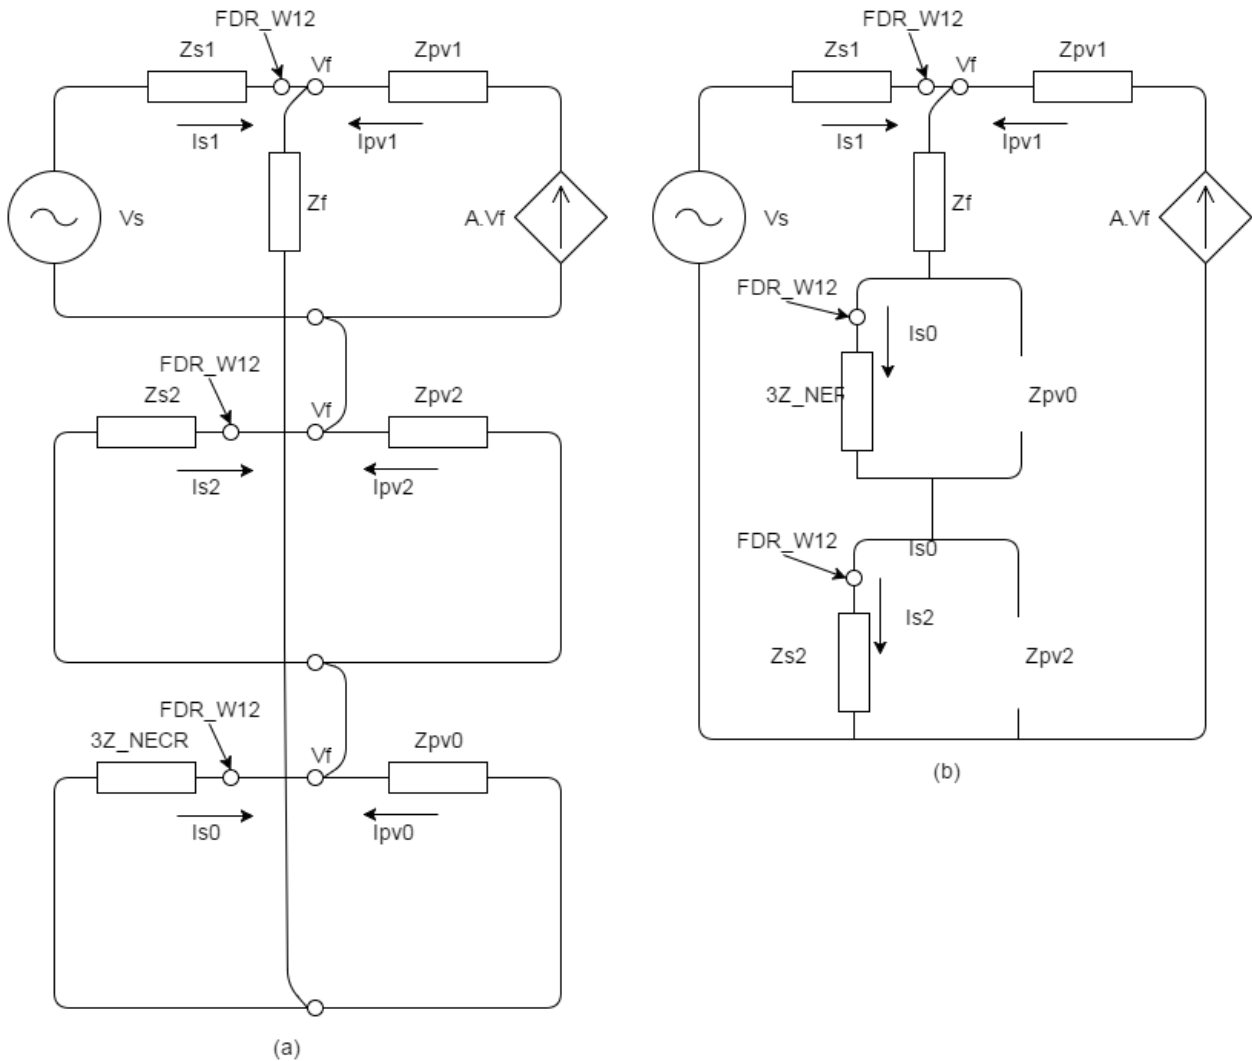 FDR_W12
Zs1
Vf
Zpv1
Is1
Ipv1
Vs
Zf
A.Vf
FDR_W12
Zs2
Vf
Zpv2
Is2
Ipv2
FDR_W12
3Z_NECR
Vf
Zpv0
Is0
Ipv0
(a)
FDR_W12
Zs1
Vf
Zpv1
Is1
Ipv1
Vs
Zf
A.Vf
FDR_W12
Is0
3Z_NEF
Zpv0
FDR_W12
Is0
Is2
Zs2
Zpv2
(b)